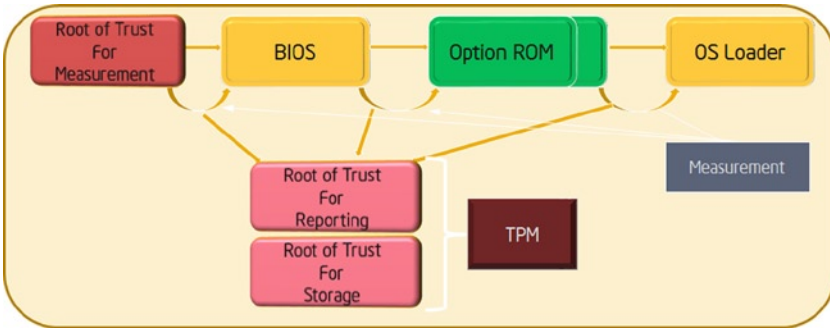 Root of Trust
For
Measurement
BIOS
Option ROM
OS Loader
Measurement
Root of Trust
For
Reporting
TPM
Root of Trust
For
Storage